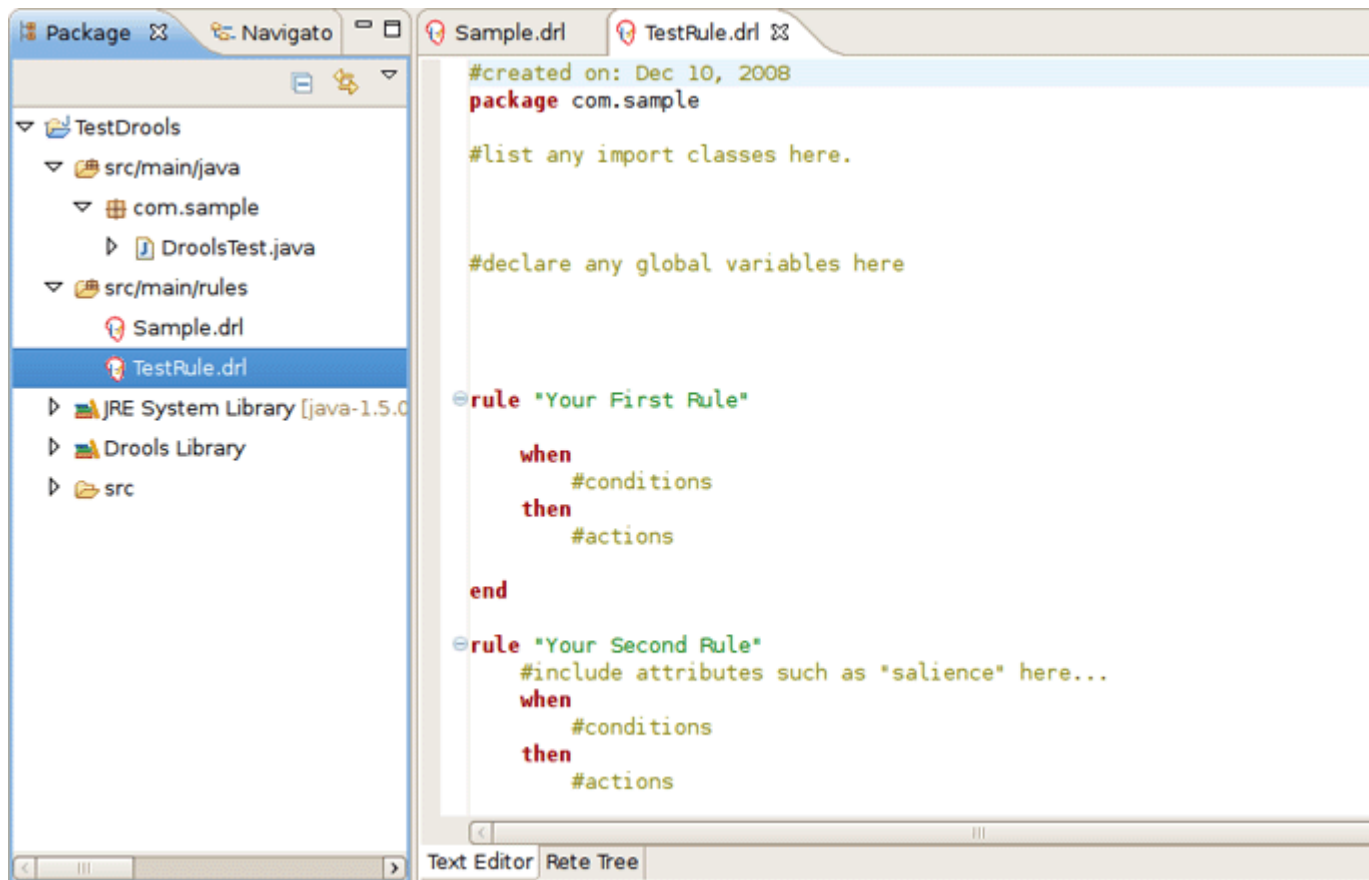 Package
Navigato
TestDrools
src/main/java
com.sample
DroolsTest.java
src/main/rules
Sample.drl
TestRule.drl
JRE System Library [java-1.5.0
Drools Library
src
Sample.drl
TestRule.drl
#created on: Dec 10, 2008
package com.sample
#list any import classes here.
#declare any global variables here
rule "Your First Rule"
when
#conditions
then
#actions
end
rule "Your Second Rule"
#include attributes such as "salience" here...
when
#conditions
then
#actions
Text Editor
Rete Tree